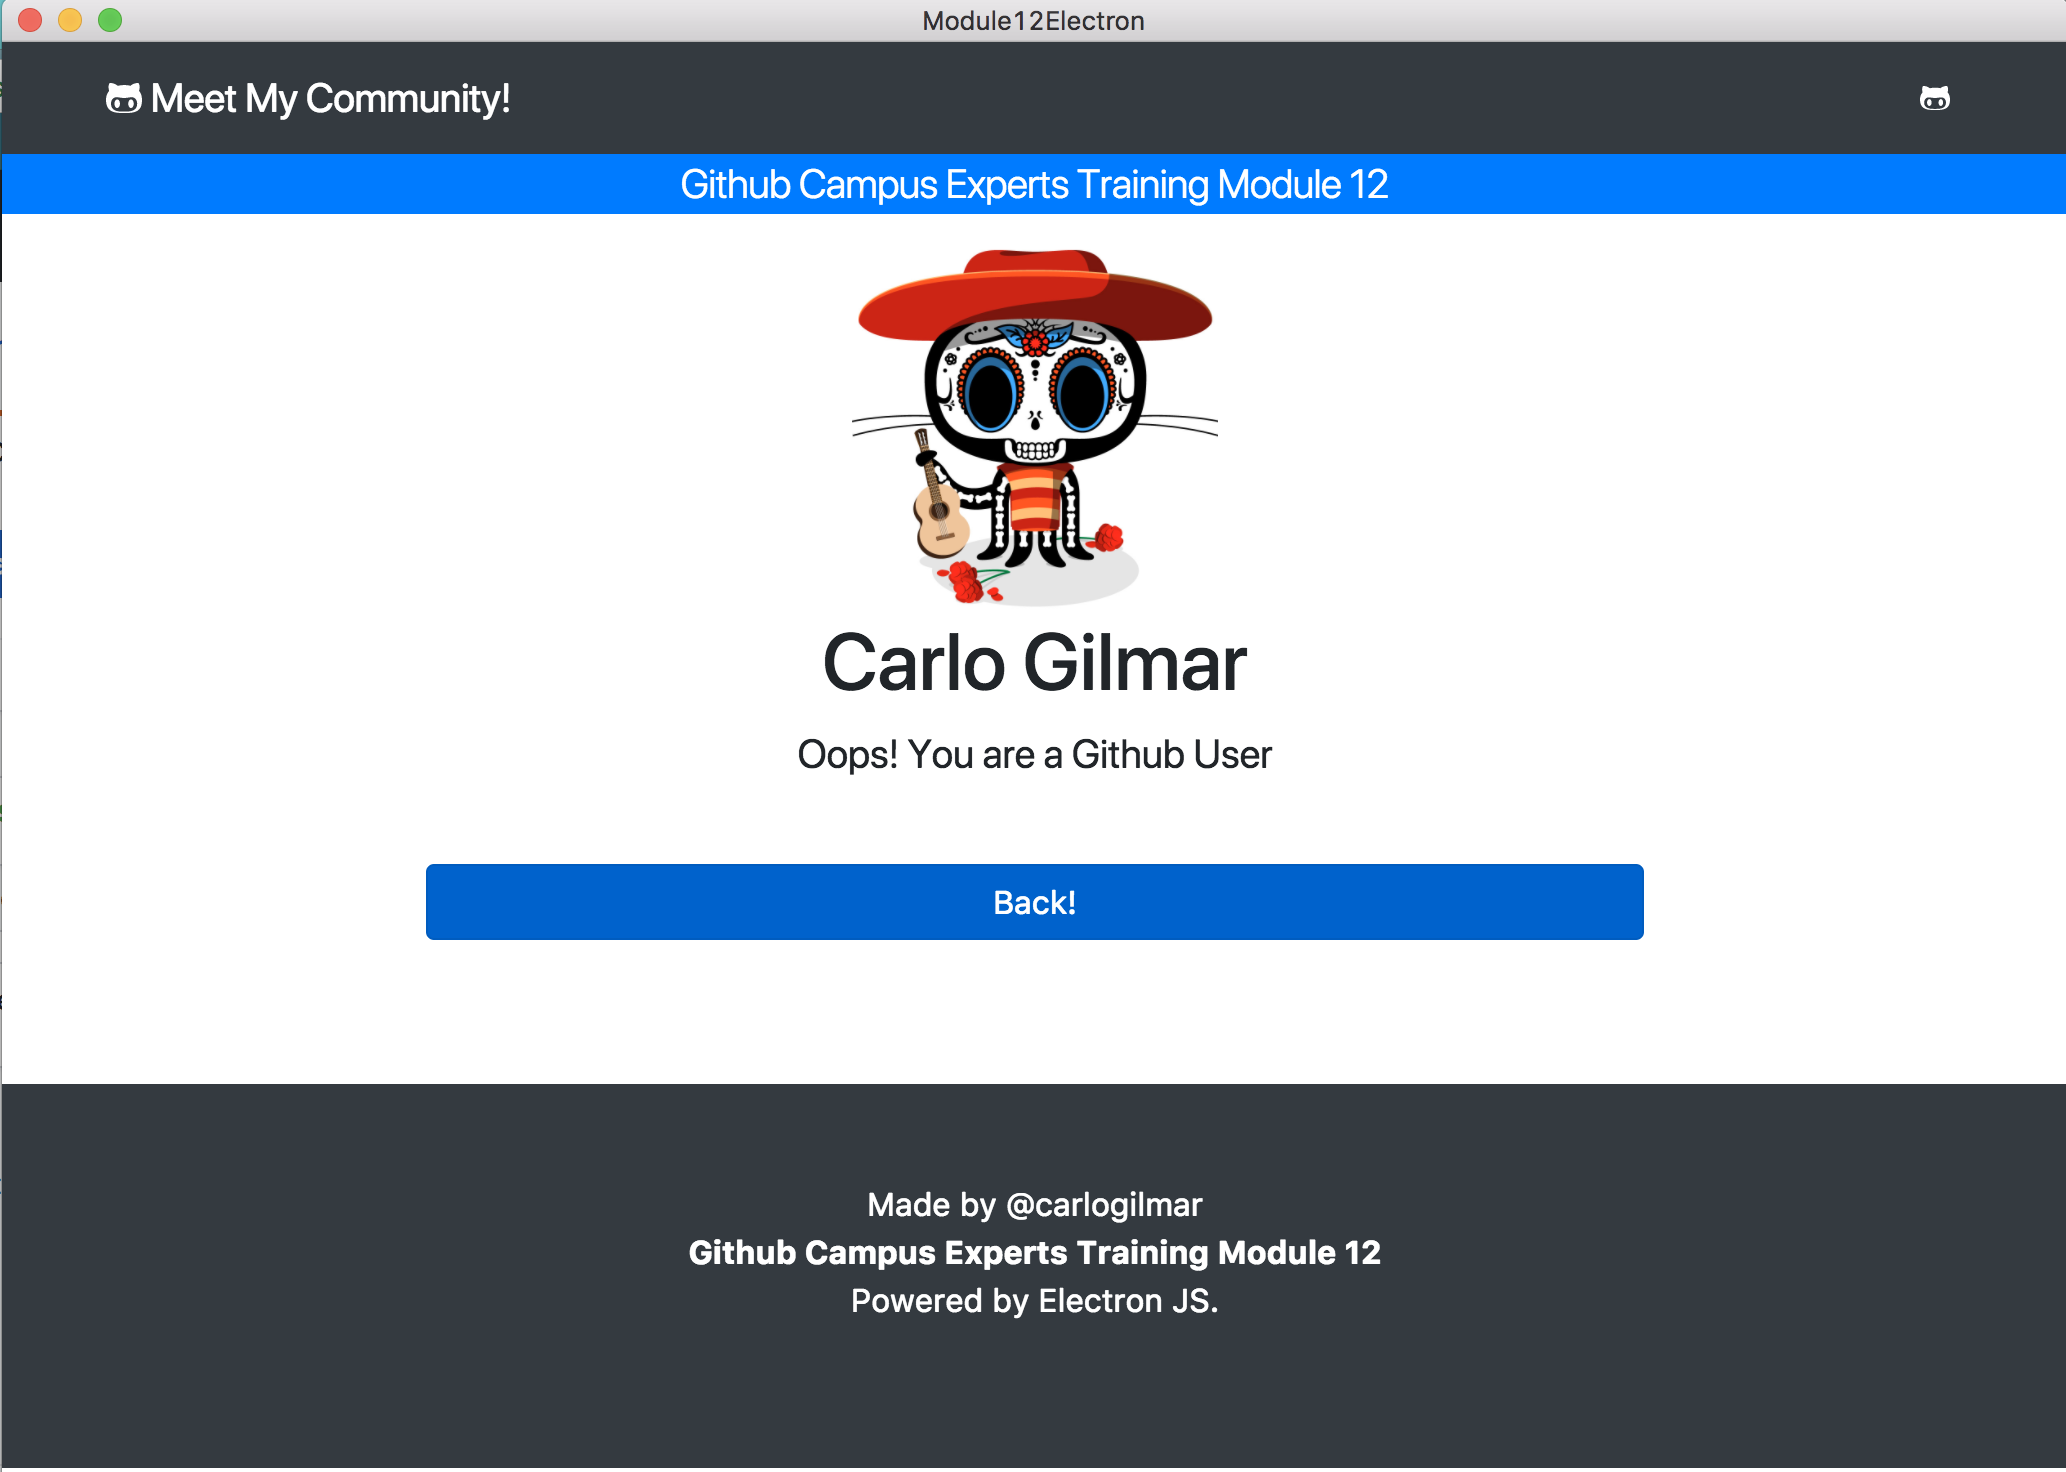 Module12Electron
Meet My Community!
Github Campus Experts Training Module 12
Carlo Gilmar
Oops! You are a Github User
Back!
Made by @carlogilmar
Github Campus Experts Training Module 12
Powered by Electron JS.